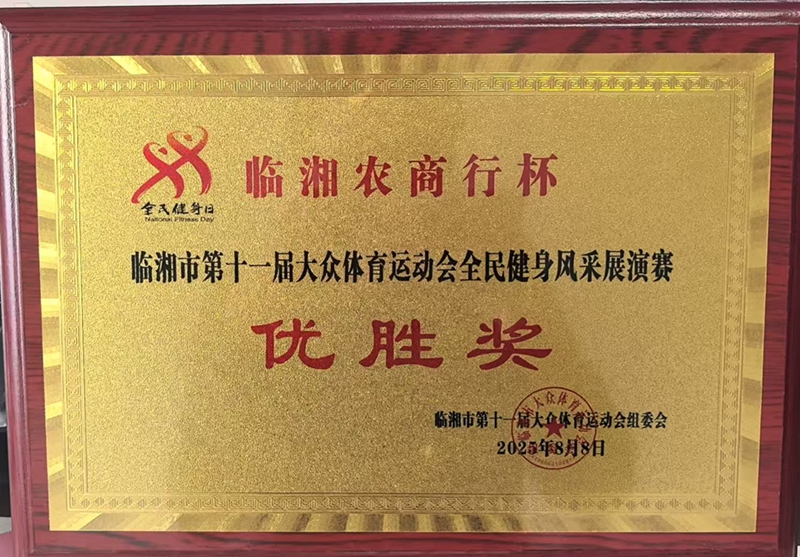 临湘农商行杯
全民健身日
National Fitness Day
临湘市第十一届大众体育运动会全民健身风采展演赛
优胜奖
临湘市第十一届大众体育运动会组委会
2025年8月8日